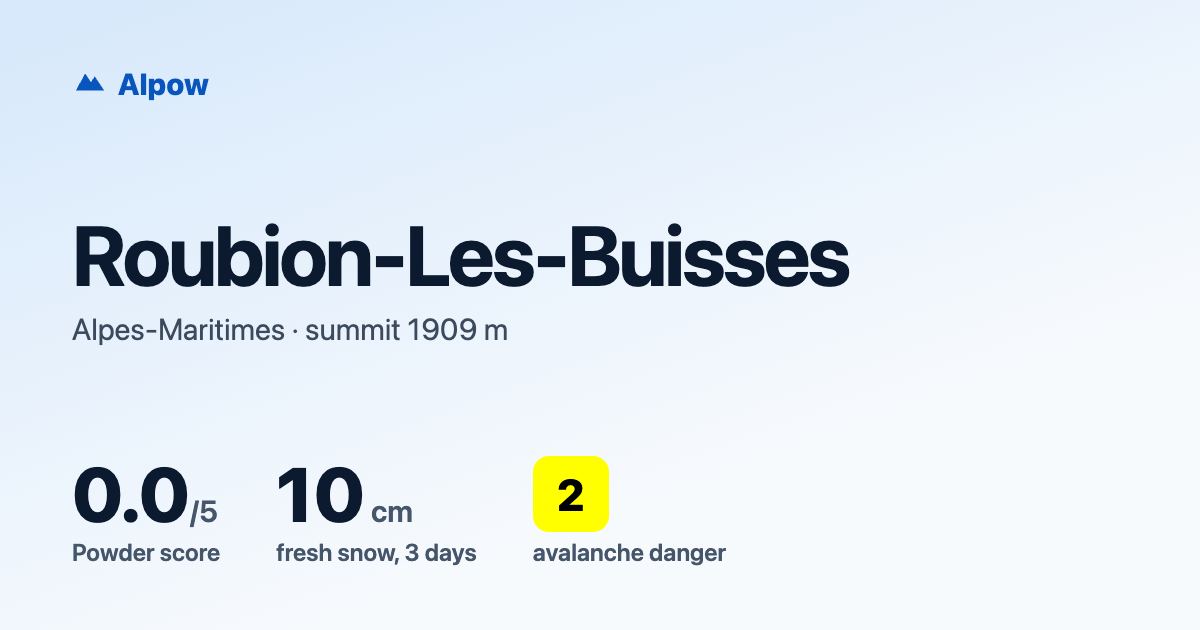 Alpow
Roubion-Les-Buisses
Alpes-Maritimes · summit 1909 m
0.0/5 10 cm 2
Powder score fresh snow, 3 days avalanche danger